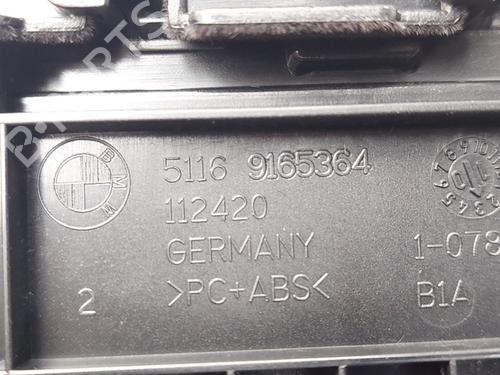 BMW
5116 9165364
112420
GERMANY 1-078
2 >PC+ABS< B1A